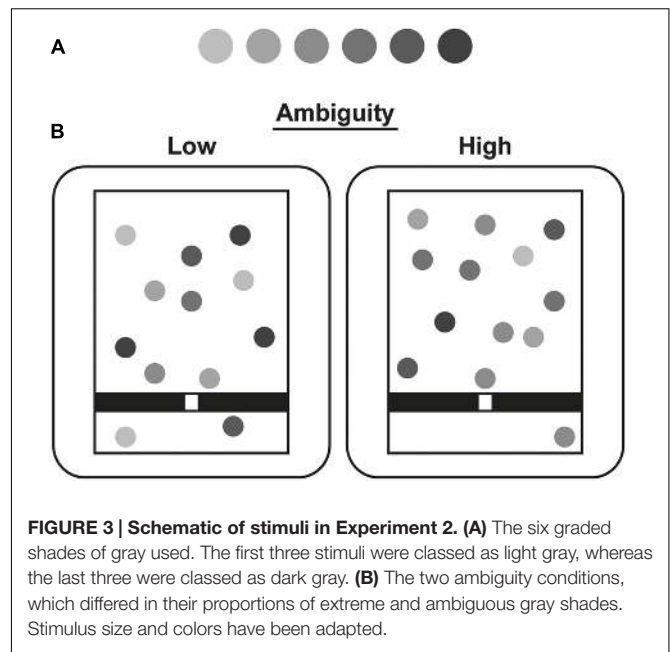 A
B
Ambiguity
Low
High
FIGURE 3 | Schematic of stimuli in Experiment 2. (A) The six graded
shades of gray used. The first three stimuli were classed as light gray, whereas
the last three were classed as dark gray. (B) The two ambiguity conditions,
which differed in their proportions of extreme and ambiguous gray shades.
Stimulus size and colors have been adapted.